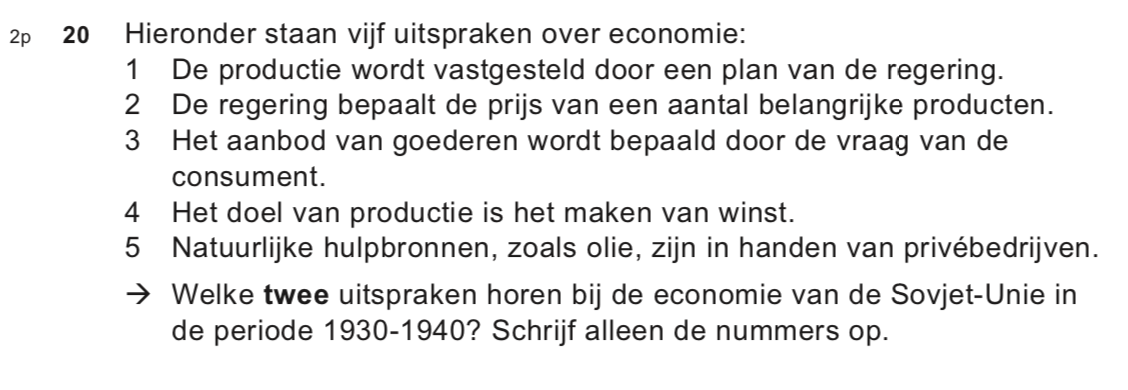 2p 20 Hieronder staan vijf uitspraken over economie:
1 De productie wordt vastgesteld door een plan van de regering.
2 De regering bepaalt de prijs van een aantal belangrijke producten.
3 Het aanbod van goederen wordt bepaald door de vraag van de
consument.
4 Het doel van productie is het maken van winst.
5 Natuurlijke hulpbronnen, zoals olie, zijn in handen van privébedrijven.
→ Welke twee uitspraken horen bij de economie van de Sovjet-Unie in
de periode 1930-1940? Schrijf alleen de nummers op.